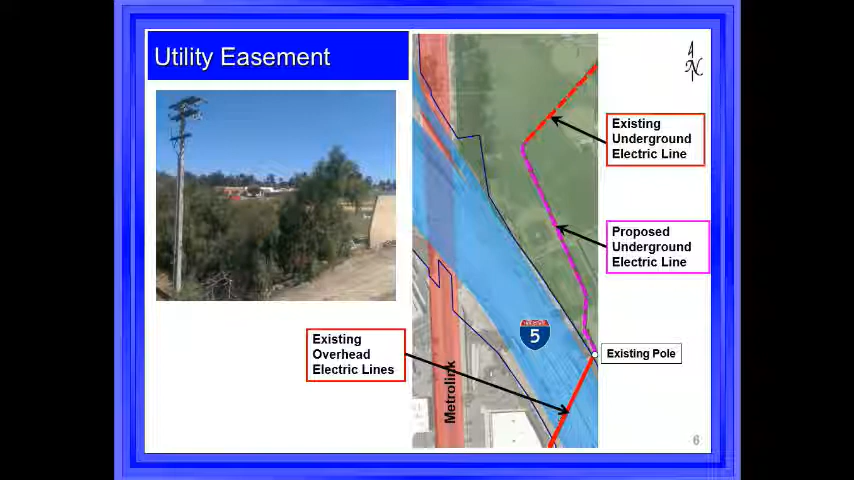 Utility Easement
N
Existing
Underground
Electric Line
Proposed
Underground
Electric Line
5
Existing
Overhead
Electric Lines
Existing Pole
Metrolink
6